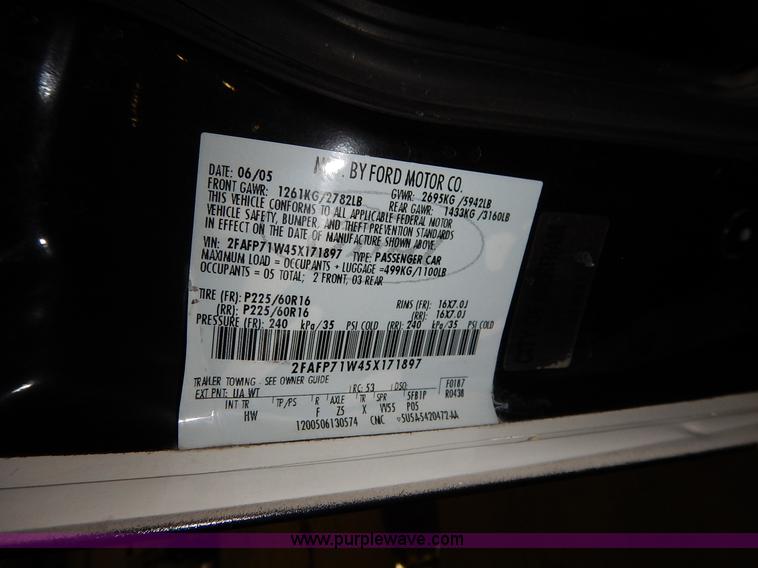 MFD. BY FORD MOTOR CO.
DATE: 06/05 GVWR: 2695KG/5942LB
FRONT GAWR: 1261KG/2782LB REAR GAWR: 1433KG/3160LB
THIS VEHICLE CONFORMS TO ALL APPLICABLE FEDERAL MOTOR
VEHICLE SAFETY, BUMPER, AND THEFT PREVENTION STANDARDS
IN EFFECT ON THE DATE OF MANUFACTURE SHOWN ABOVE.
VIN: 2FAFP71W45X171897 TYPE: PASSENGER CAR
MAXIMUM LOAD = OCCUPANTS + LUGGAGE =499KG/1100LB
OCCUPANTS = 05 TOTAL; 2 FRONT, 03 REAR
TIRE (FR): P225/60R16 RIMS (FR): 16X7.0J
(RR): P225/60R16 (RR): 16X7.0J
PRESSURE (FR): 240 kPa/35 PSI COLD (RR): 240 kPa/35 PSI COLD
2FAFP71W45X171897
TRAILER TOWING - SEE OWNER GUIDE
EXT PNT: UA WT RC: 53 DSO: F0187
INT TR TP/PS R AXLE TR SPR SFB1P R0438
HW F Z5 X VV55 P05
1200506130574 CMC 5U5A-5420472-AA
www.purplewave.com